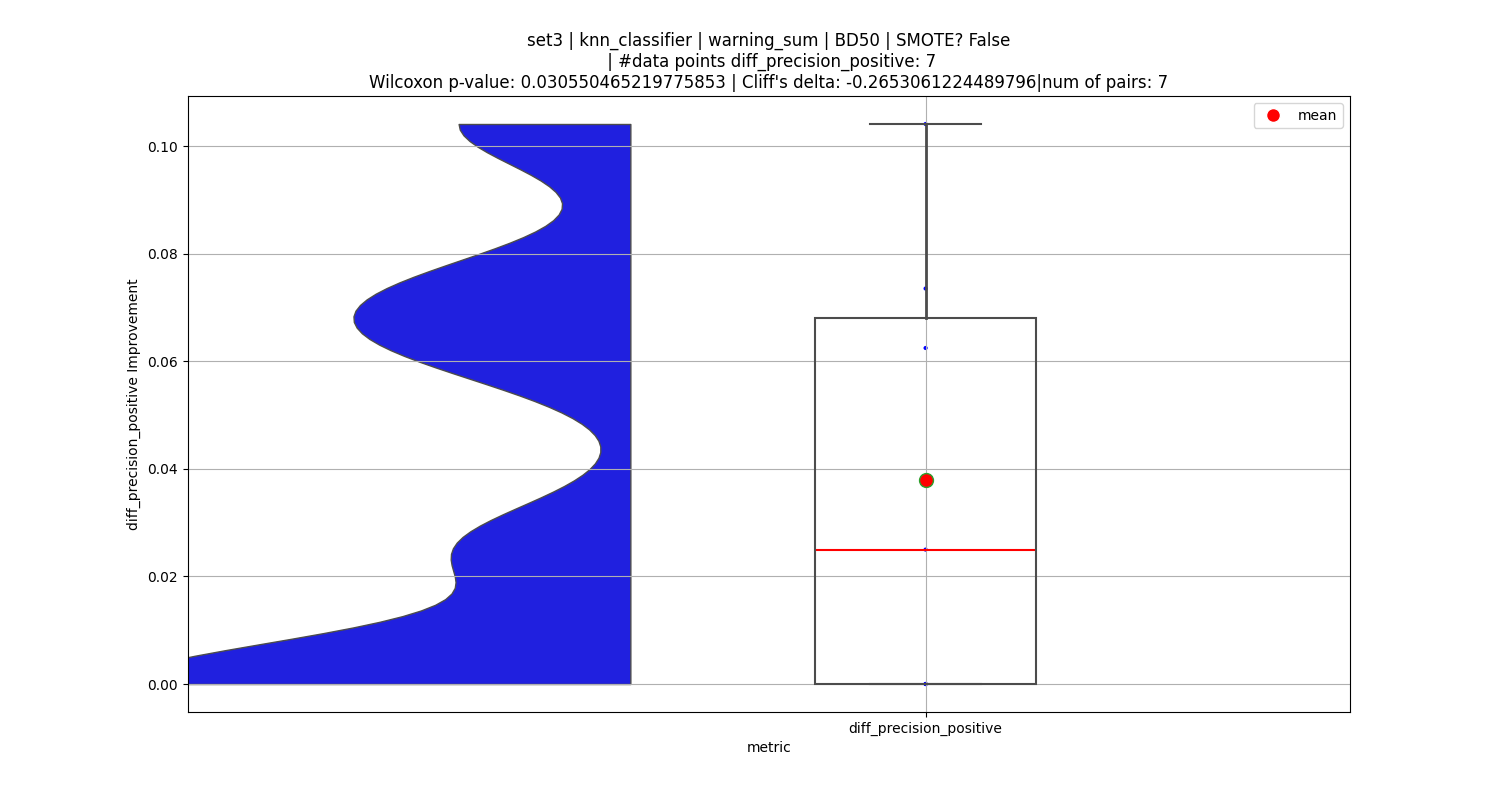 set3 | knn_classifier | warning_sum | BD50 | SMOTE? False
| #data points diff_precision_positive: 7
Wilcoxon p-value: 0.030550465219775853 | Cliff's delta: -0.2653061224489796|num of pairs: 7
mean
0.10
0.08
0.06
0.04
0.02
0.00
diff_precision_positive Improvement
diff_precision_positive
metric